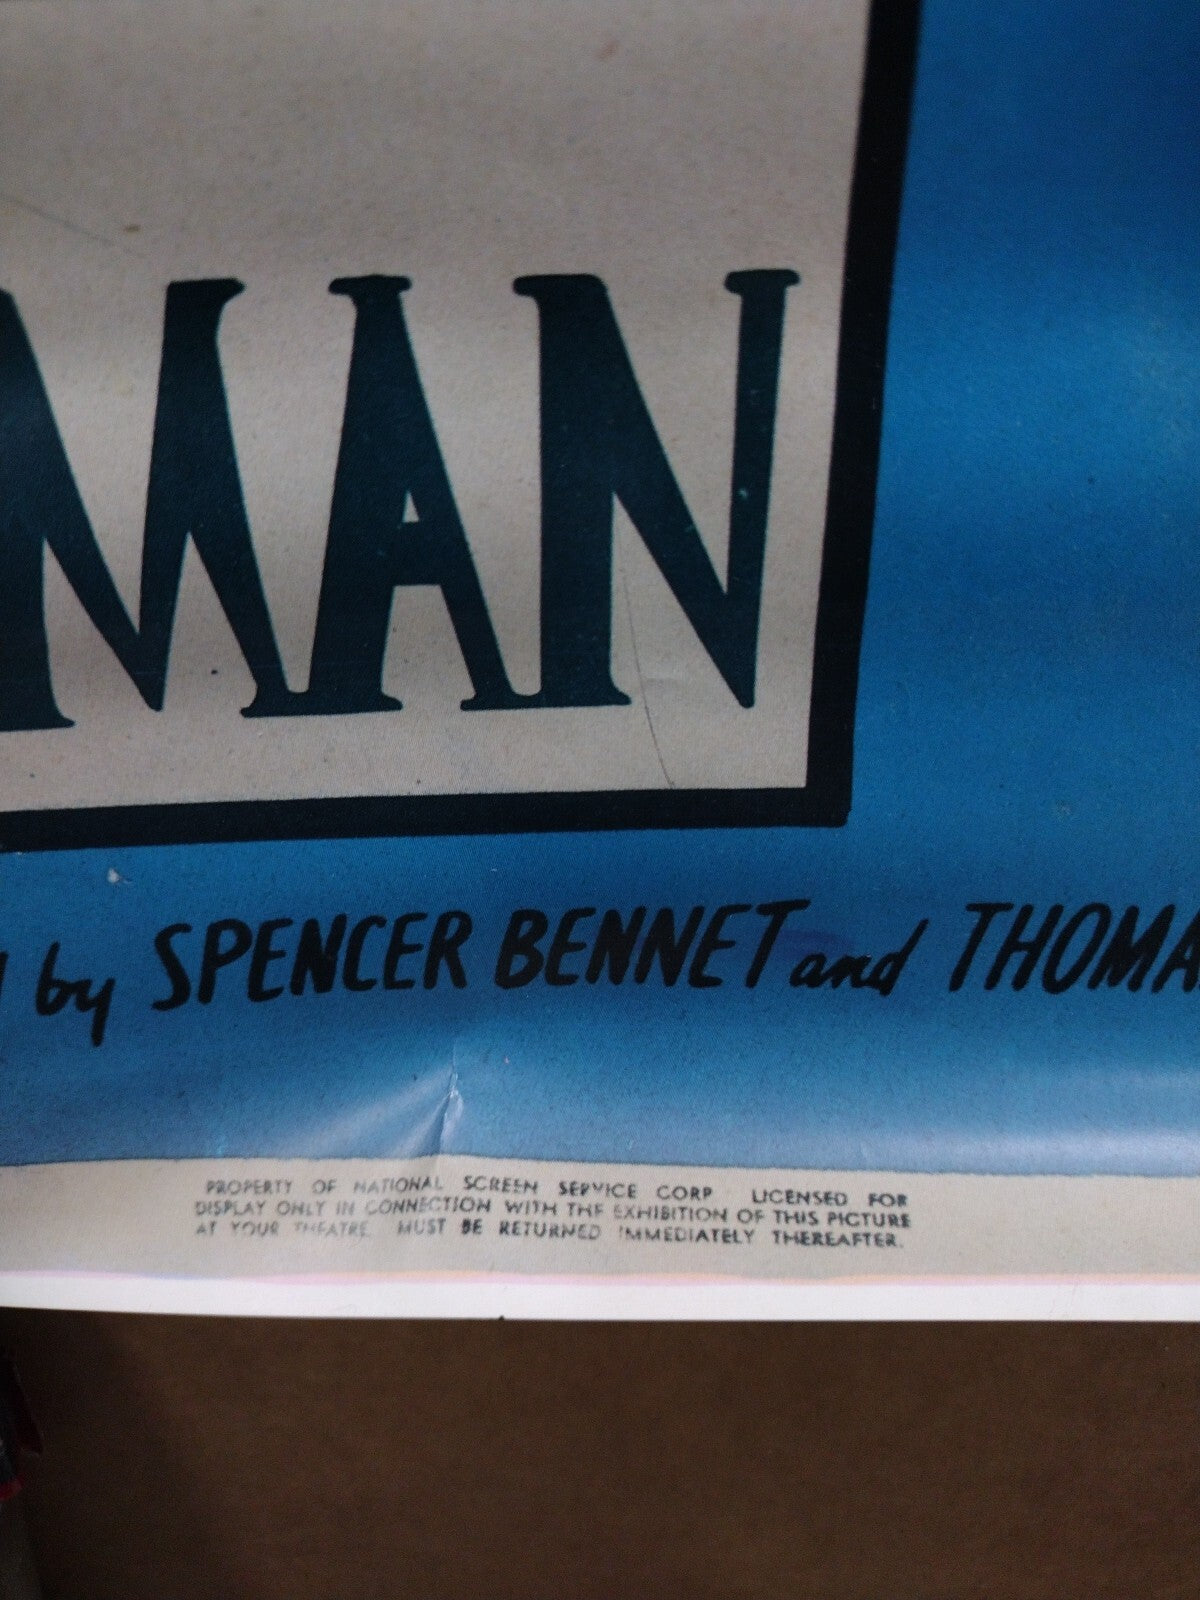 MAN
by SPENCER BENNET and THOMA
PROPERTY OF NATIONAL SCREEN SERVICE CORP LICENSED FOR
DISPLAY ONLY IN CONNECTION WITH THE EXHIBITION OF THIS PICTURE
AT YOUR THEATRE. MUST BE RETURNED IMMEDIATELY THEREAFTER.